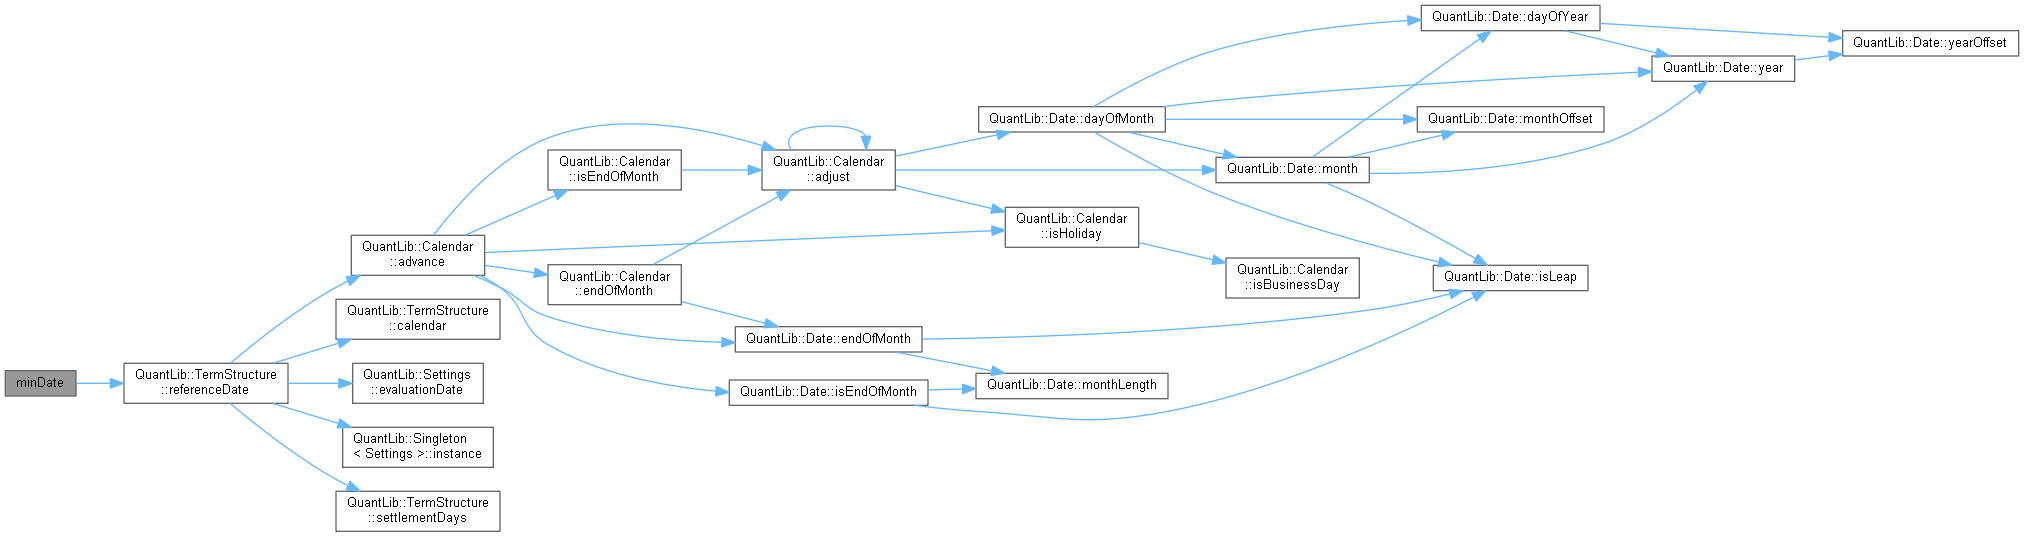 minDate
QuantLib::TermStructure
::referenceDate
QuantLib::Calendar
::advance
QuantLib::TermStructure
::calendar
QuantLib::Settings
::evaluationDate
QuantLib::Singleton
< Settings >::instance
QuantLib::TermStructure
::settlementDays
QuantLib::Calendar
::isEndOfMonth
QuantLib::Calendar
::endOfMonth
QuantLib::Calendar
::adjust
QuantLib::Date::endOfMonth
QuantLib::Date::isEndOfMonth
QuantLib::Date::dayOfMonth
QuantLib::Calendar
::isHoliday
QuantLib::Date::monthLength
QuantLib::Date::month
QuantLib::Calendar
::isBusinessDay
QuantLib::Date::dayOfYear
QuantLib::Date::monthOffset
QuantLib::Date::isLeap
QuantLib::Date::year
QuantLib::Date::yearOffset